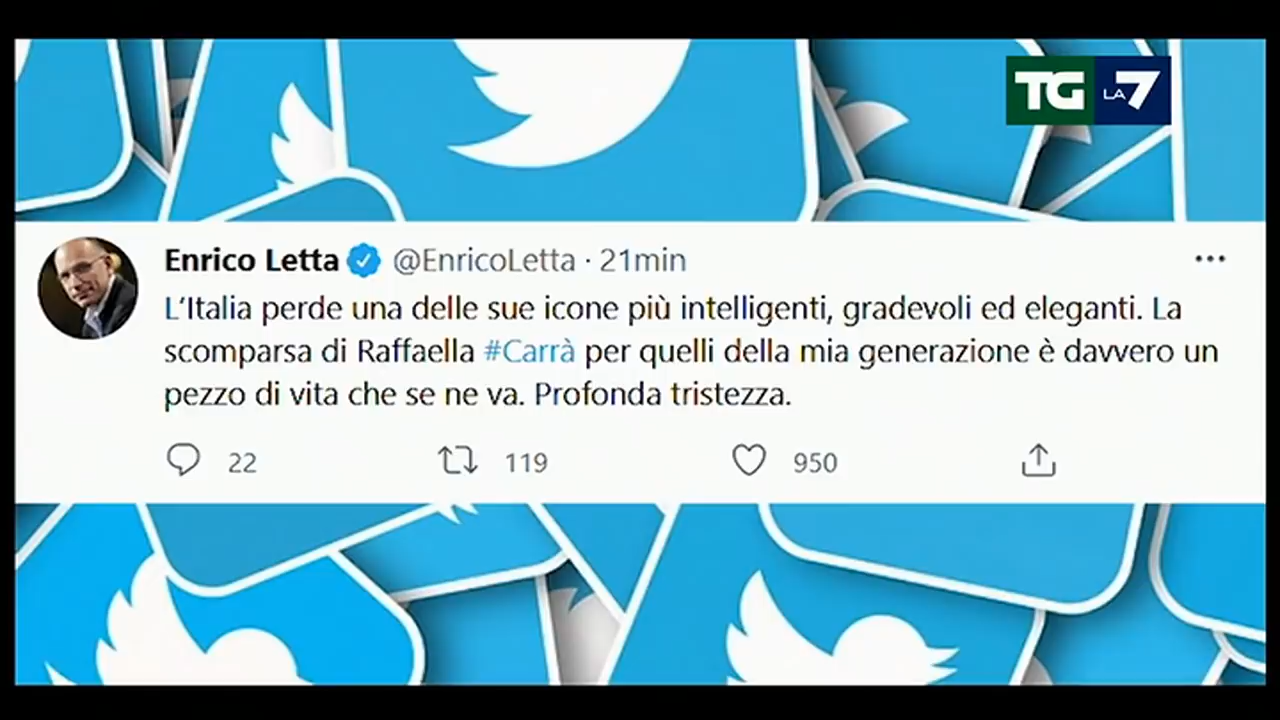 TG LA 7
Enrico Letta @EnricoLetta · 21min
L'Italia perde una delle sue icone più intelligenti, gradevoli ed eleganti. La
scomparsa di Raffaella #Carrà per quelli della mia generazione è davvero un
pezzo di vita che se ne va. Profonda tristezza.
22 119 950